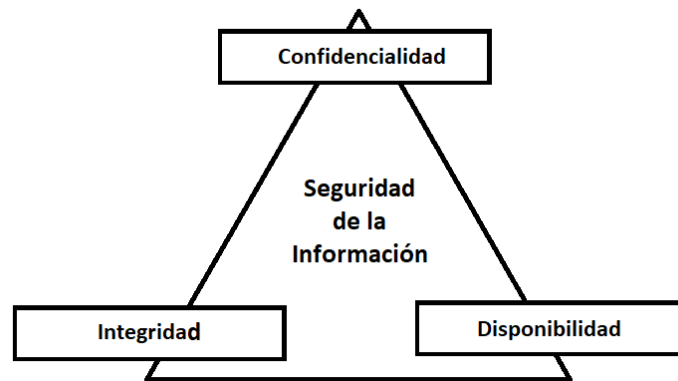 Confidencialidad
Seguridad
de la
Información
Integridad
Disponibilidad